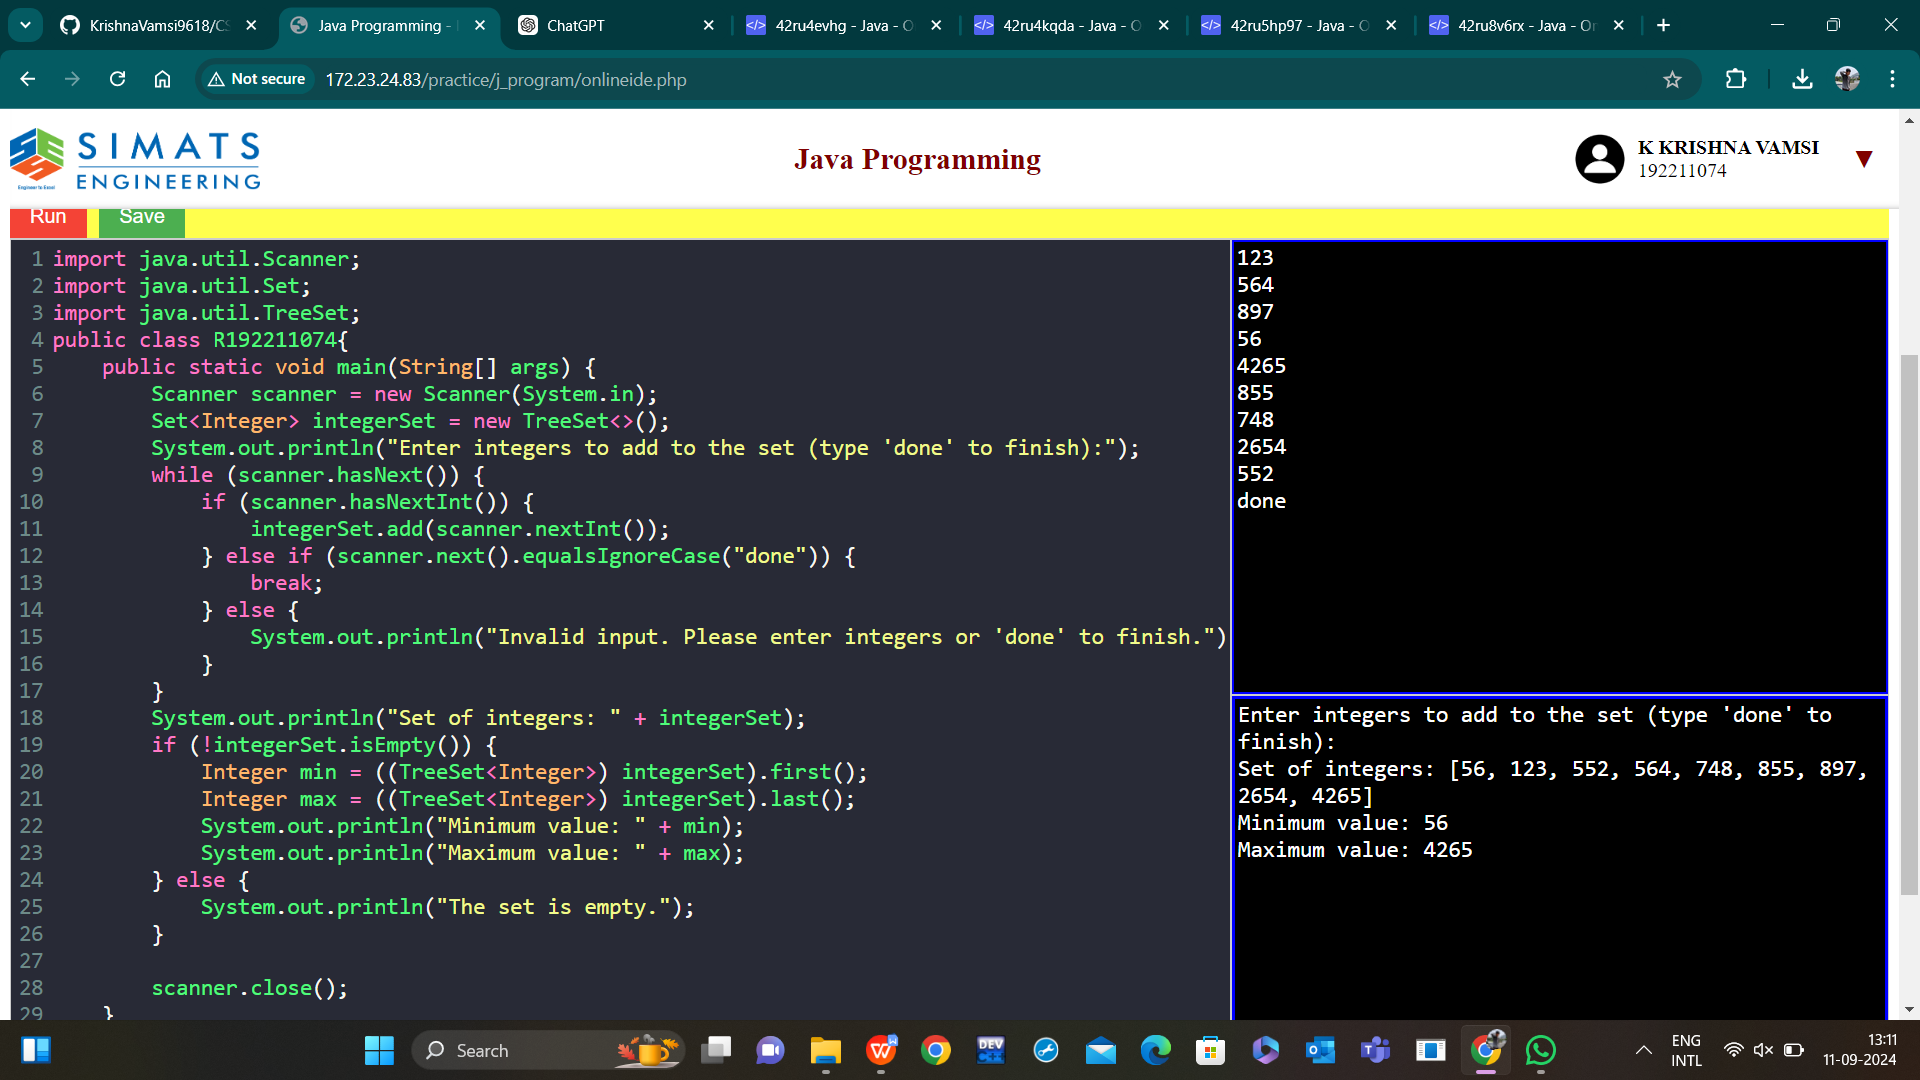 KrishnaVamsi9618/CS
Java Programming -
ChatGPT
42ru4evhg - Java - O
42ru4kqda - Java - O
42ru5hp97 - Java - O
42ru8v6rx - Java - Or
Not secure
172.23.24.83/practice/j_program/onlineide.php
SIMATS
ENGINEERING
Engineer to Excel
Java Programming
K KRISHNA VAMSI
192211074
Run
Save
1 import java.util.Scanner;
2 import java.util.Set;
3 import java.util.TreeSet;
4 public class R192211074{
5     public static void main(String[] args) {
6         Scanner scanner = new Scanner(System.in);
7         Set<Integer> integerSet = new TreeSet<>();
8         System.out.println("Enter integers to add to the set (type 'done' to finish):");
9         while (scanner.hasNext()) {
10             if (scanner.hasNextInt()) {
11                 integerSet.add(scanner.nextInt());
12             } else if (scanner.next().equalsIgnoreCase("done")) {
13                 break;
14             } else {
15                 System.out.println("Invalid input. Please enter integers or 'done' to finish.")
16             }
17         }
18         System.out.println("Set of integers: " + integerSet);
19         if (!integerSet.isEmpty()) {
20             Integer min = ((TreeSet<Integer>) integerSet).first();
21             Integer max = ((TreeSet<Integer>) integerSet).last();
22             System.out.println("Minimum value: " + min);
23             System.out.println("Maximum value: " + max);
24         } else {
25             System.out.println("The set is empty.");
26         }
27
28         scanner.close();
29     }
123
564
897
56
4265
855
748
2654
552
done
Enter integers to add to the set (type 'done' to
finish):
Set of integers: [56, 123, 552, 564, 748, 855, 897,
2654, 4265]
Minimum value: 56
Maximum value: 4265
Search
DEV
ENG
INTL
13:11
11-09-2024